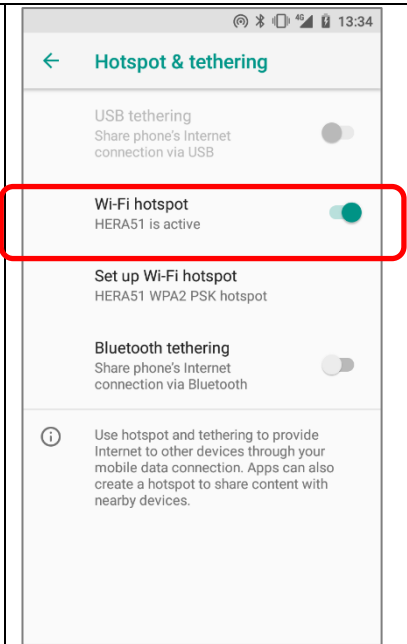 4G 13:34
Hotspot & tethering
USB tethering
Share phone's Internet
connection via USB
Wi-Fi hotspot
HERA51 is active
Set up Wi-Fi hotspot
HERA51 WPA2 PSK hotspot
Bluetooth tethering
Share phone's Internet
connection via Bluetooth
Use hotspot and tethering to provide
Internet to other devices through your
mobile data connection. Apps can also
create a hotspot to share content with
nearby devices.